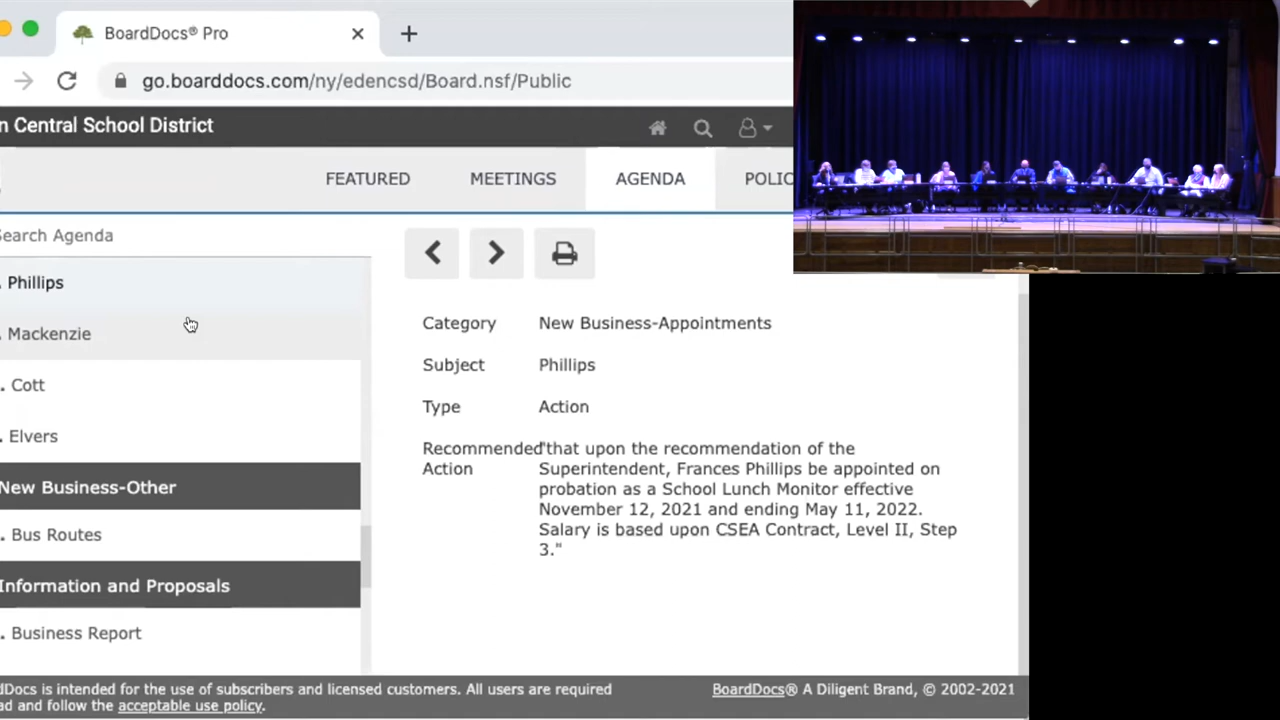 BoardDocs® Pro
go.boarddocs.com/ny/edencsd/Board.nsf/Public
n Central School District
FEATURED
MEETINGS
AGENDA
POLIC
Search Agenda
. Phillips
. Mackenzie
. Cott
. Elvers
New Business-Other
Bus Routes
Information and Proposals
. Business Report
Category New Business-Appointments
Subject Phillips
Type Action
Recommended "that upon the recommendation of the
Action Superintendent, Frances Phillips be appointed on
probation as a School Lunch Monitor effective
November 12, 2021 and ending May 11, 2022.
Salary is based upon CSEA Contract, Level II, Step
3."
rdDocs is intended for the use of subscribers and licensed customers. All users are required
ad and follow the acceptable use policy.
BoardDocs® A Diligent Brand, © 2002-2021